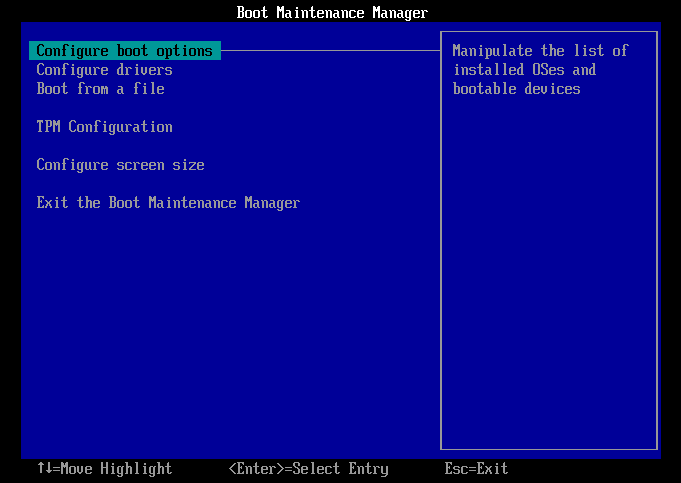 Boot Maintenance Manager
Configure boot options
Configure drivers
Boot from a file
TPM Configuration
Configure screen size
Exit the Boot Maintenance Manager
Manipulate the list of
installed OSes and
bootable devices
↑↓=Move Highlight <Enter>=Select Entry Esc=Exit